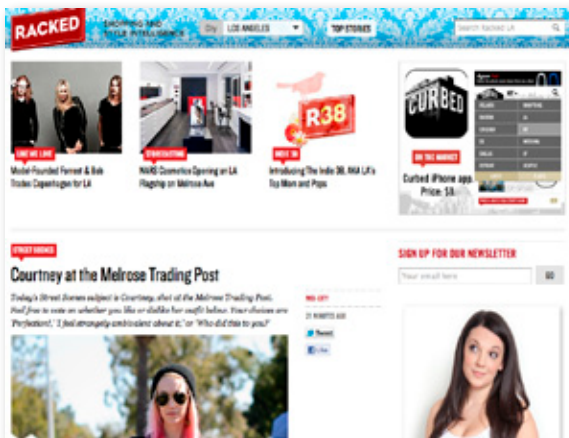 RACKED
SHOPPING AND
STYLE INTELLIGENCE
City
LOS ANGELES
TOP STORIES
Search Racked LA
LIKE WE LOVE
Model-Founded Forrest & Bob
Trades Copenhagen for LA
NARS Cosmetics Opening an LA
Flagship on Melrose Ave
R38
INDIE 38
Introducing The Indie 38, AKA LA's
Top Mom and Pops
CURBED
ON THE MARKET
Curbed iPhone app.
Price: $0.
STREET SCENES
Courtney at the Melrose Trading Post
Today's Street Scenes subject is Courtney, shot at the Melrose Trading Post.
Feel free to vote on whether you like or dislike her outfit below. Your choices are
'Perfection!,' 'I feel strangely ambivalent about it,' or 'Who did this to you?'
MID-CITY
21 MINUTES AGO
Tweet
Like
SIGN UP FOR OUR NEWSLETTER
Your email here
GO